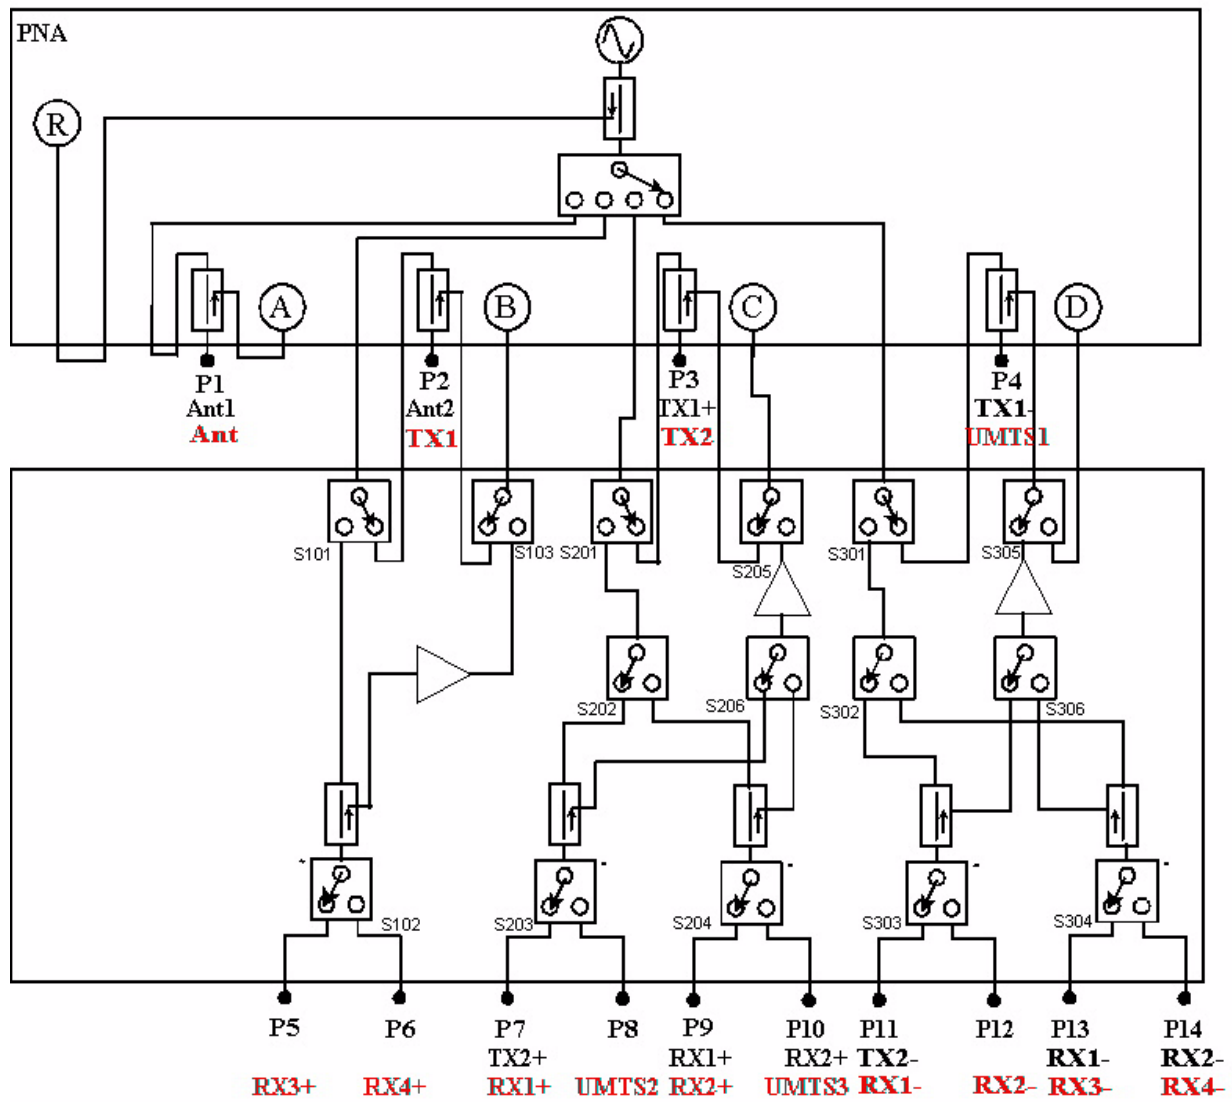 PNA
R
A
B
C
D
P1
P2
P3
P4
Ant1
Ant2
TX1+
TX1-
Ant
TX1
TX2
UMTS1
S101
S103
S201
S205
S301
S305
S202
S206
S302
S306
S102
S203
S204
S303
S304
P5
P6
P7
P8
P9
P10
P11
P12
P13
P14
TX2+
RX1+
RX2+
TX2-
RX1-
RX2-
RX3+
RX4+
RX1+
UMTS2
RX2+
UMTS3
RX1-
RX2-
RX3-
RX4-